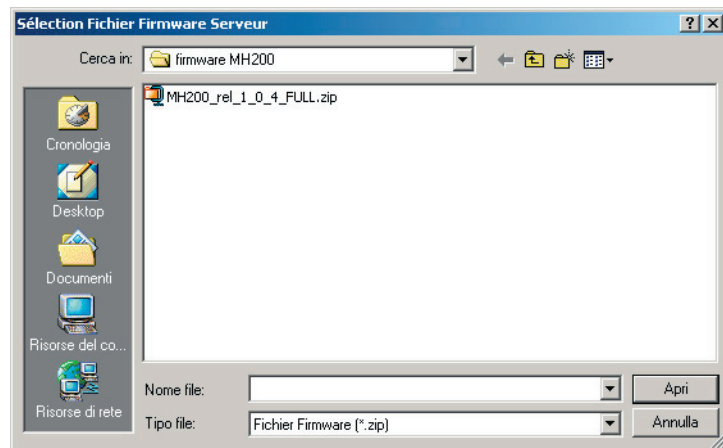 Sélection Fichier Firmware Serveur
Cerca in:
firmware MH200
MH200_rel_1_0_4_FULL.zip
Cronologia
Desktop
Documenti
Risorse del co...
Risorse di rete
Nome file:
Apri
Tipo file:
Fichier Firmware (*.zip)
Annulla